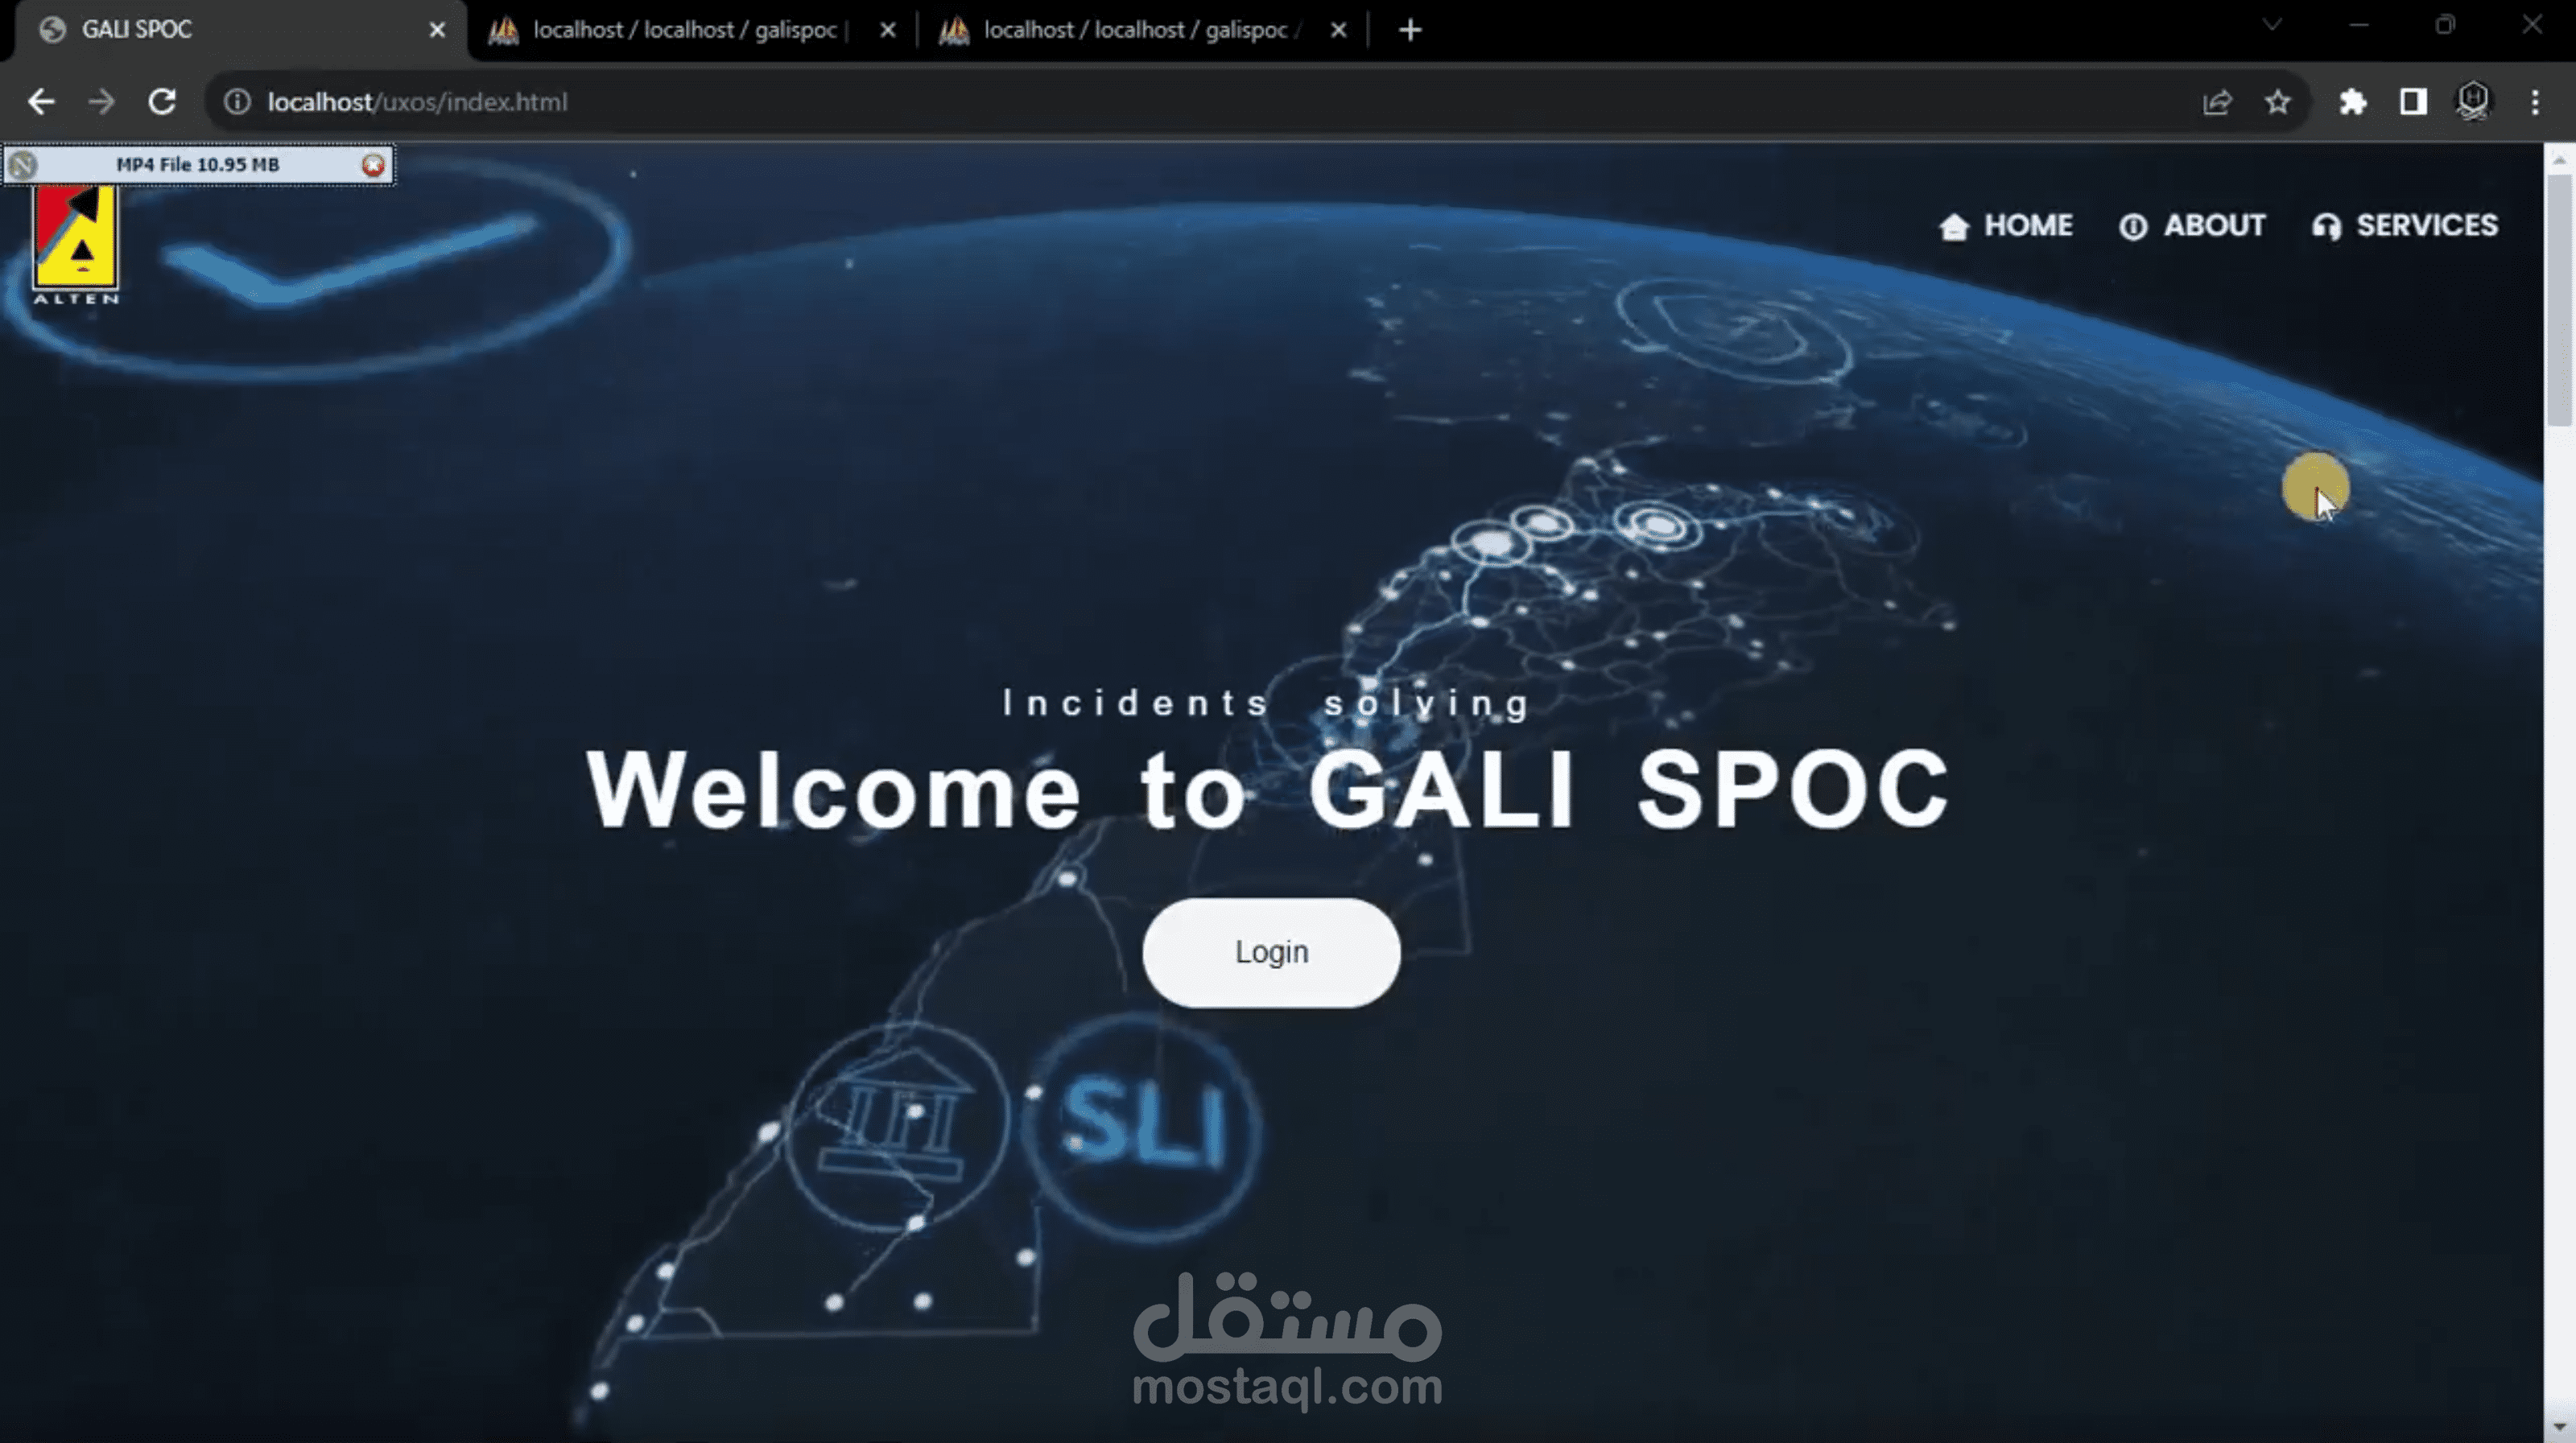 GALI SPOC
localhost / localhost / galispoc |
localhost / localhost / galispoc /
localhost/uxos/index.html
MP4 File 10.95 MB
ALTEN
HOME
ABOUT
SERVICES
Incidents solving
Welcome to GALI SPOC
Login
SLI
مستقل
mostaql.com